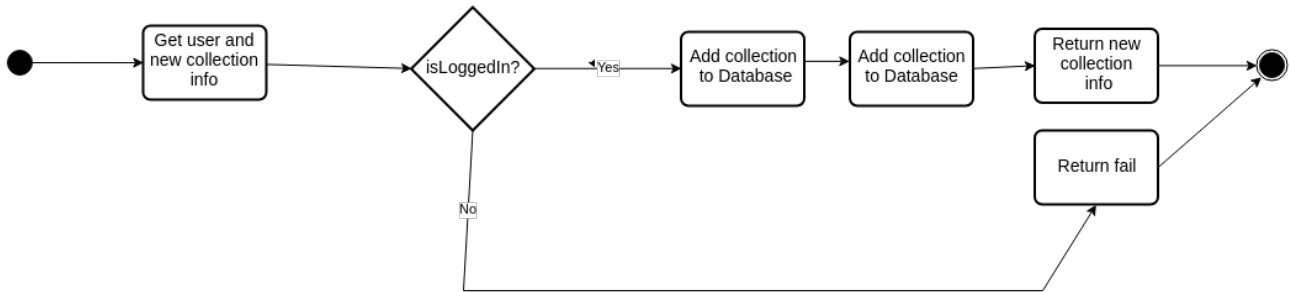 Get user and
new collection
info
isLoggedIn?
Yes
Add collection
to Database
Add collection
to Database
Return new
collection
info
Return fail
No